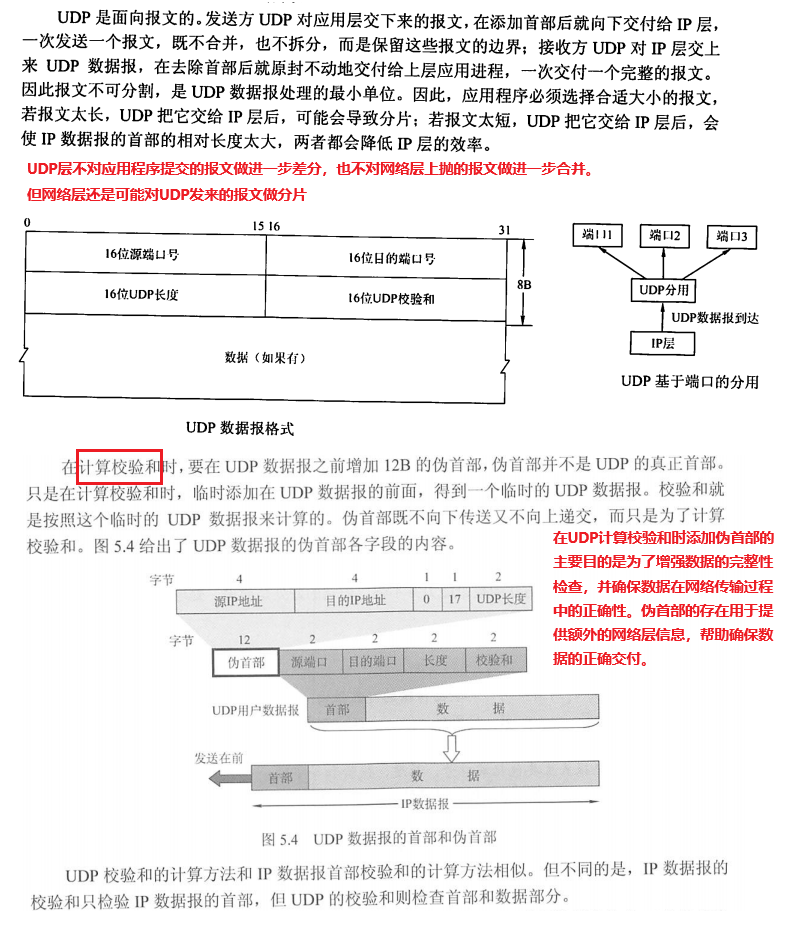 UDP 是面向报文的。发送方 UDP 对应用层交下来的报文，在添加首部后就向下交付给 IP 层，
一次发送一个报文，既不合并，也不拆分，而是保留这些报文的边界；接收方 UDP 对 IP 层交上
来 UDP 数据报，在去除首部后就原封不动地交付给上层应用进程，一次交付一个完整的报文。
因此报文不可分割，是 UDP 数据报处理的最小单位。因此，应用程序必须选择合适大小的报文，
若报文太长，UDP 把它交给 IP 层后，可能会导致分片；若报文太短，UDP 把它交给 IP 层后，会
使 IP 数据报的首部的相对长度太大，两者都会降低 IP 层的效率。
UDP层不对应用程序提交的报文做进一步差分，也不对网络层上抛的报文做进一步合并。
但网络层还是可能对UDP发来的报文做分片
0 15 16 31
16位源端口号 16位目的端口号
16位UDP长度 16位UDP校验和
8B
数据（如果有）
UDP 数据报格式
端口1 端口2 端口3
UDP分用
UDP数据报到达
IP层
UDP 基于端口的分用
在计算校验和时，要在 UDP 数据报之前增加 12B 的伪首部，伪首部并不是 UDP 的真正首部。
只是在计算校验和时，临时添加在 UDP 数据报的前面，得到一个临时的 UDP 数据报。校验和就
是按照这个临时的 UDP 数据报来计算的。伪首部既不向下传送又不向上递交，而只是为了计算
校验和。图 5.4 给出了 UDP 数据报的伪首部各字段的内容。
在UDP计算校验和时添加伪首部的
主要目的是为了增强数据的完整性
检查，并确保数据在网络传输过程
中的正确性。伪首部的存在用于提
供额外的网络层信息，帮助确保数
据的正确交付。
字节 4 4 1 1 2
源IP地址 目的IP地址 0 17 UDP长度
字节 12 2 2 2 2
伪首部 源端口 目的端口 长度 校验和
UDP用户数据报 首部 数 据
发送在前
首部 数 据
IP数据报
图 5.4 UDP 数据报的首部和伪首部
UDP 校验和的计算方法和 IP 数据报首部校验和的计算方法相似。但不同的是，IP 数据报的
校验和只检验 IP 数据报的首部，但 UDP 的校验和则检查首部和数据部分。